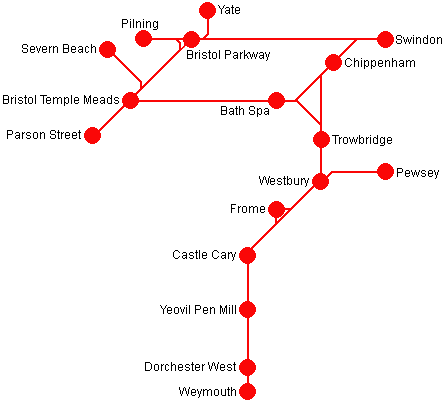 Yate
Pilning
Swindon
Severn Beach
Bristol Parkway
Chippenham
Bristol Temple Meads
Bath Spa
Parson Street
Trowbridge
Pewsey
Westbury
Frome
Castle Cary
Yeovil Pen Mill
Dorchester West
Weymouth